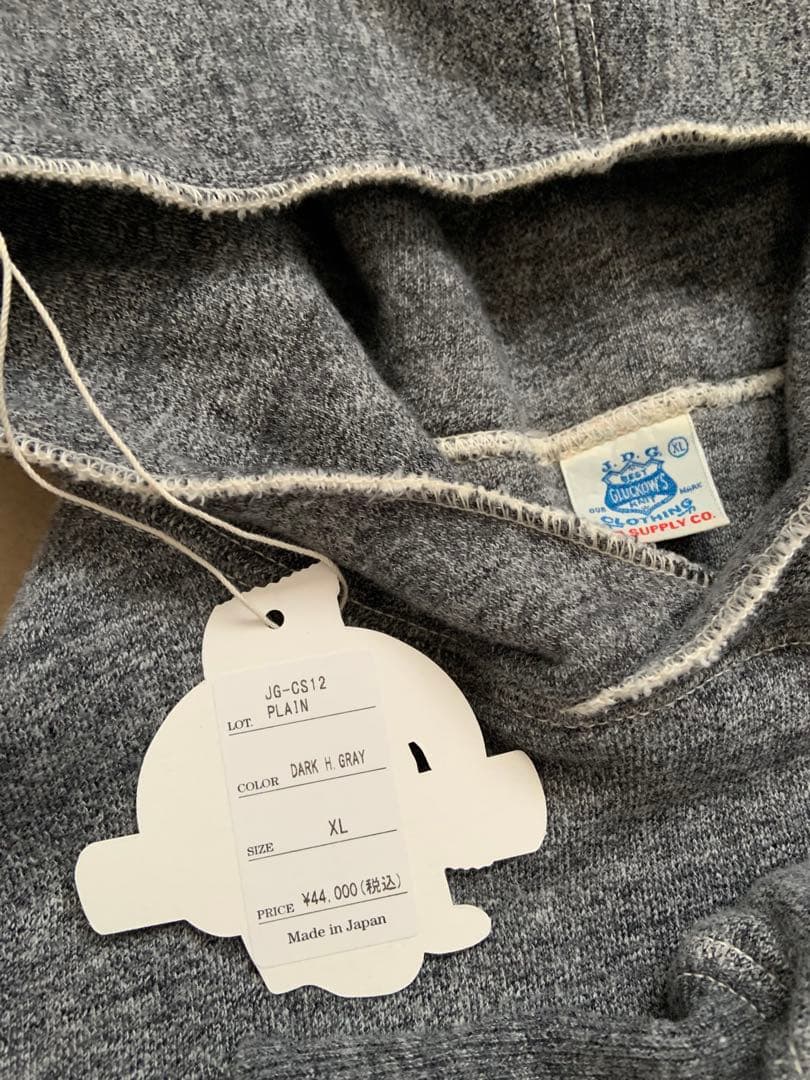 J.D.G.
XL
BEST
GLUCKOW'S
OUR MARK
CLOTHING
SUPPLY CO.
JG-CS12
LOT. PLAIN
COLOR DARK H.GRAY
SIZE XL
PRICE ¥44,000(税込)
Made in Japan